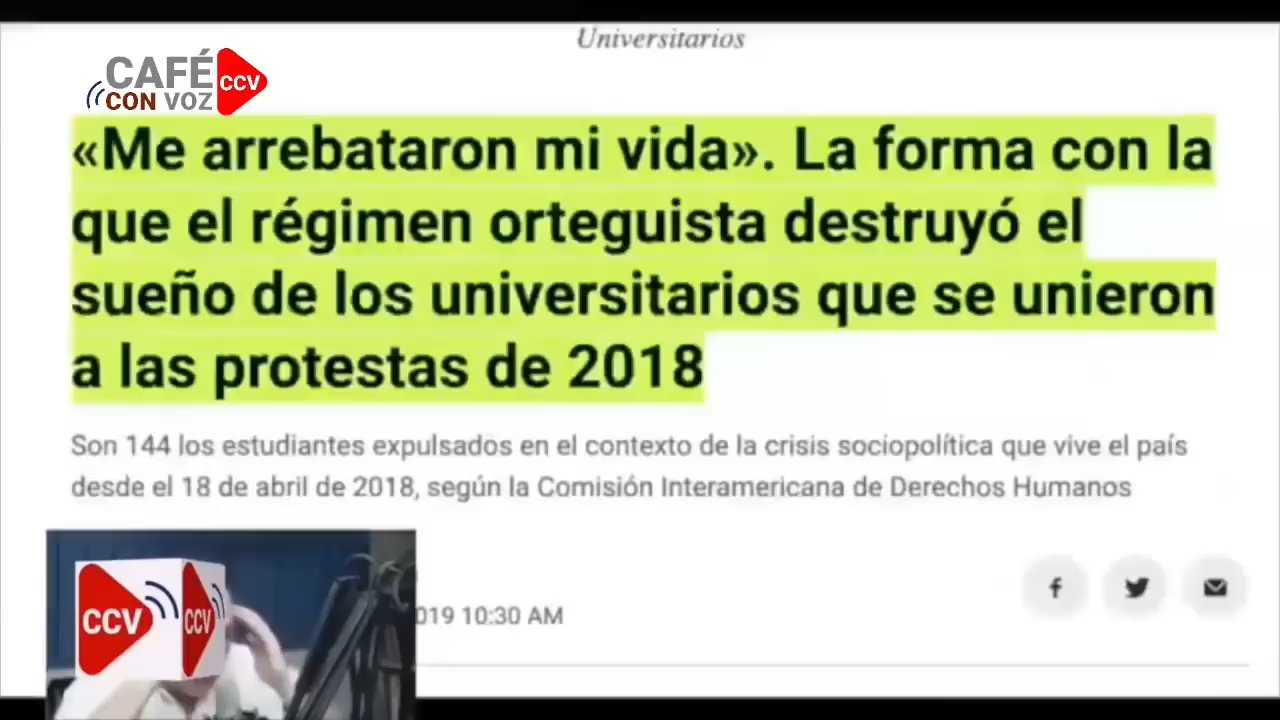 Universitarios
CAFÉ
CON VOZ
CCV
«Me arrebataron mi vida». La forma con la
que el régimen orteguista destruyó el
sueño de los universitarios que se unieron
a las protestas de 2018
Son 144 los estudiantes expulsados en el contexto de la crisis sociopolítica que vive el país
desde el 18 de abril de 2018, según la Comisión Interamericana de Derechos Humanos
019 10:30 AM
CCV
CCV